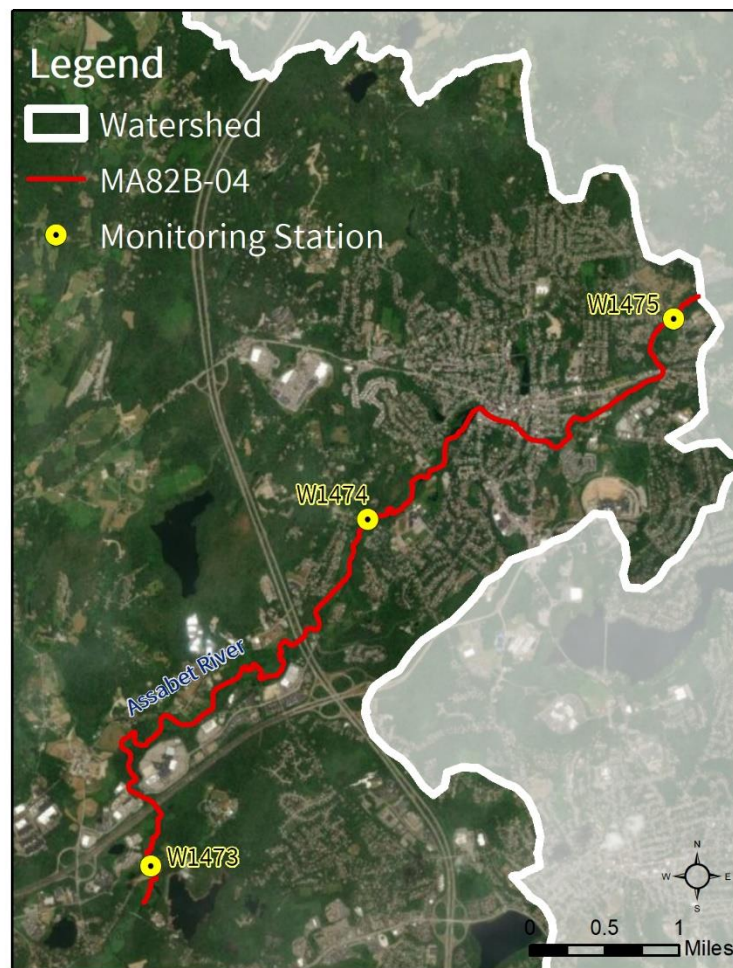 Legend
Watershed
MA82B-04
Monitoring Station
W1475
W1474
Assabet River
W1473
N
W E
S
0 0.5 1
Miles